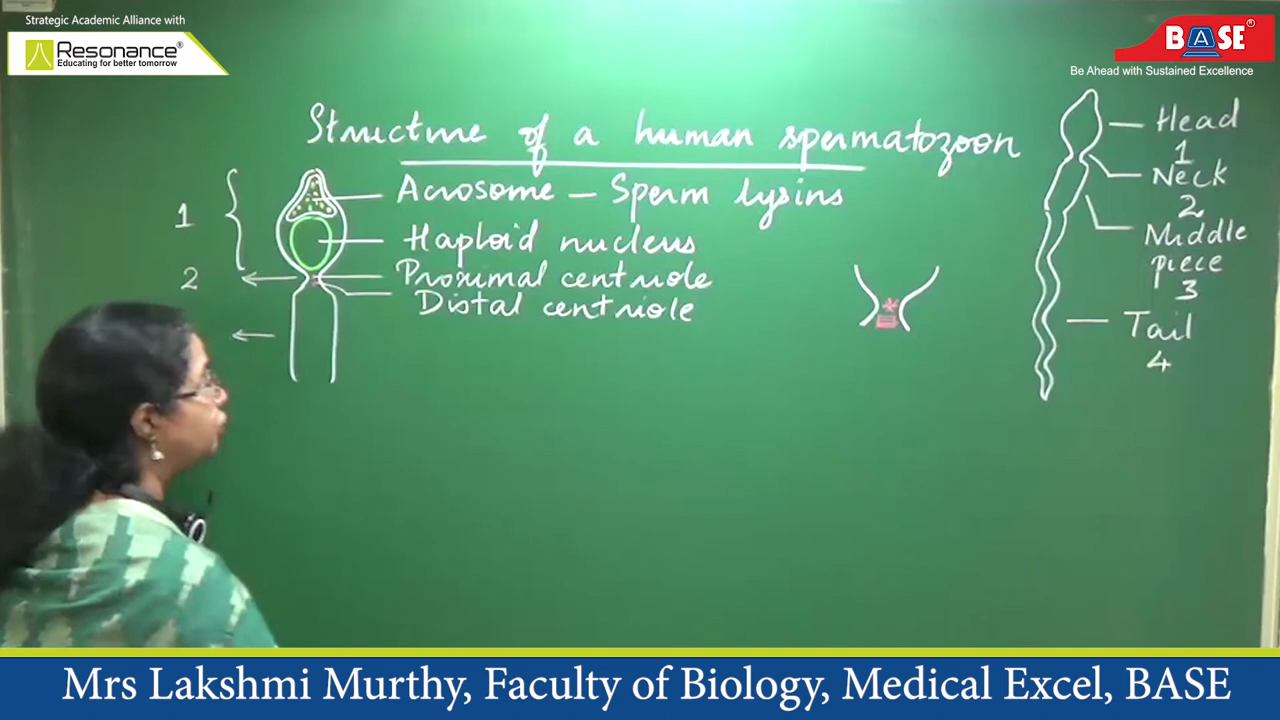 Strategic Academic Alliance with
Resonance®
Educating for better tomorrow
BASE®
Be Ahead with Sustained Excellence
Structure of a human spermatozoon
1
Acrosome – Sperm lysins
Haploid nucleus
2
Proximal centriole
Distal centriole
Head
1
Neck
2
Middle
piece
3
Tail
4
Mrs Lakshmi Murthy, Faculty of Biology, Medical Excel, BASE